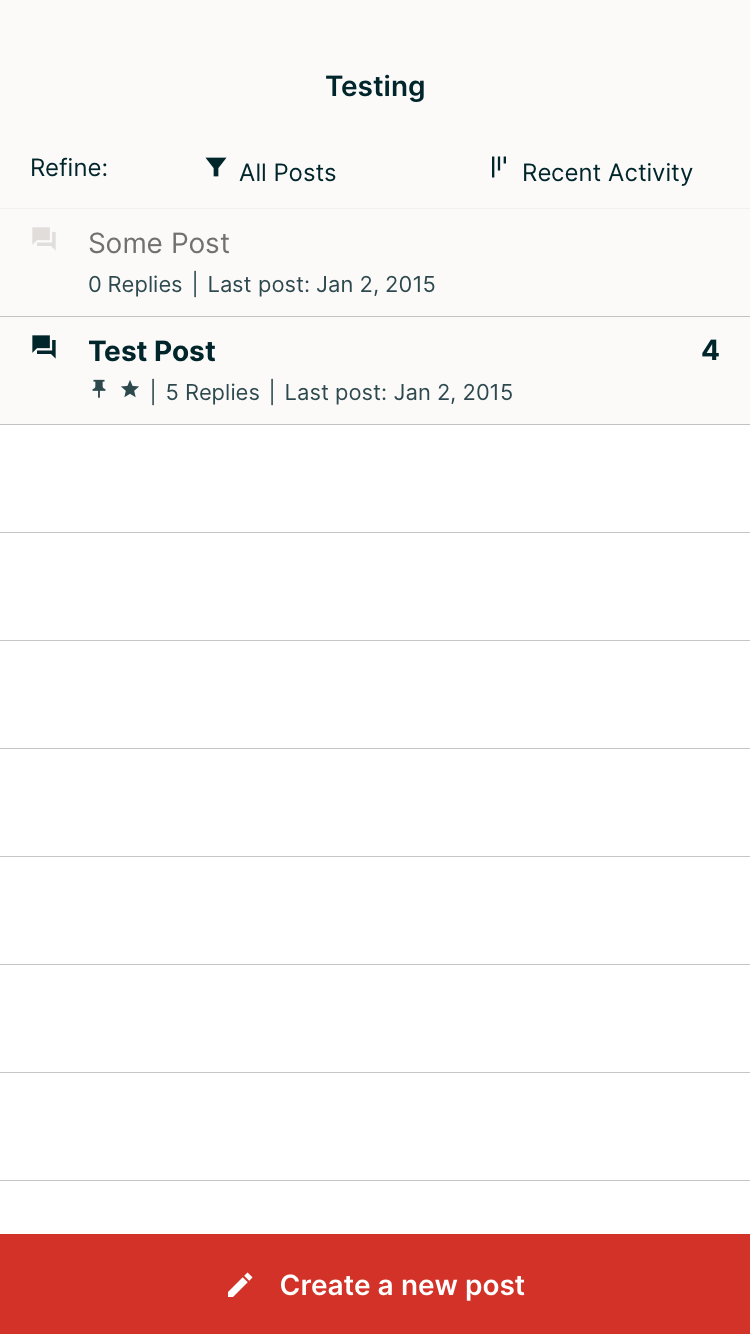 Testing
Refine: All Posts Recent Activity
Some Post
0 Replies | Last post: Jan 2, 2015
Test Post 4
| 5 Replies | Last post: Jan 2, 2015
Create a new post